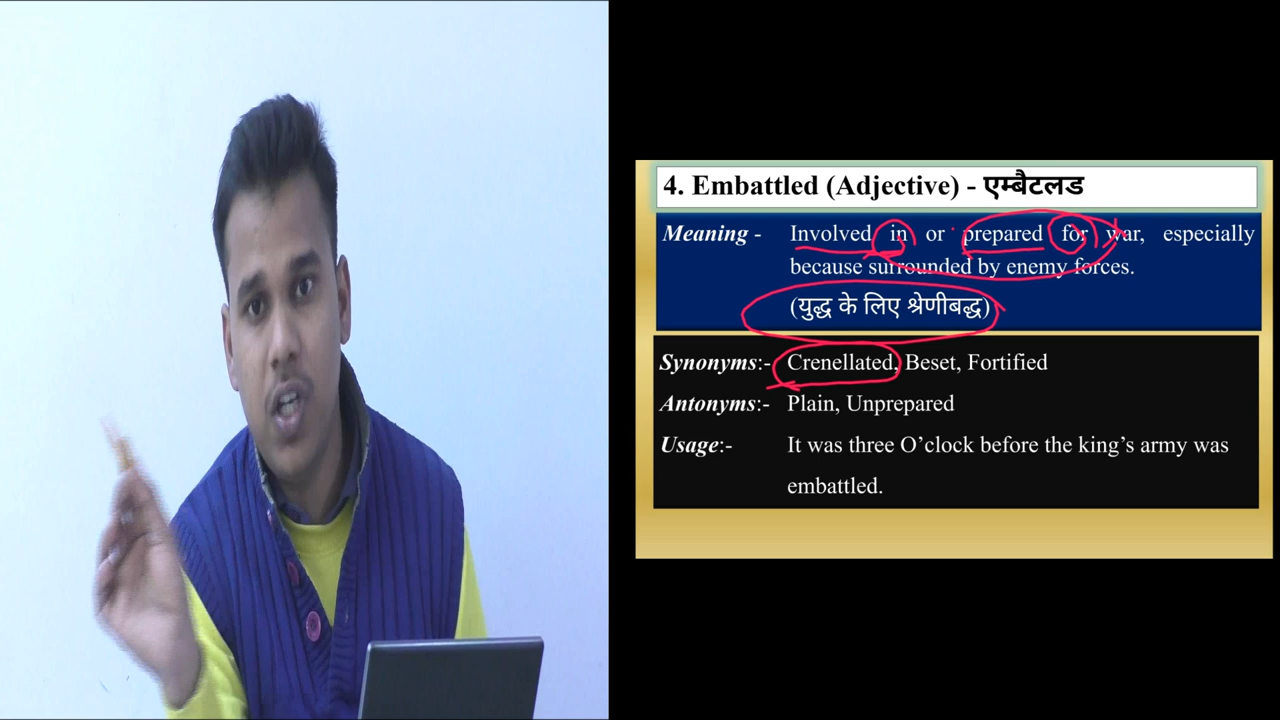 4. Embattled (Adjective) - एम्बैटलड
Meaning - Involved in or prepared for war, especially
because surrounded by enemy forces.
(युद्ध के लिए श्रेणीबद्ध)
Synonyms:- Crenellated, Beset, Fortified
Antonyms:- Plain, Unprepared
Usage:- It was three O’clock before the king’s army was
embattled.